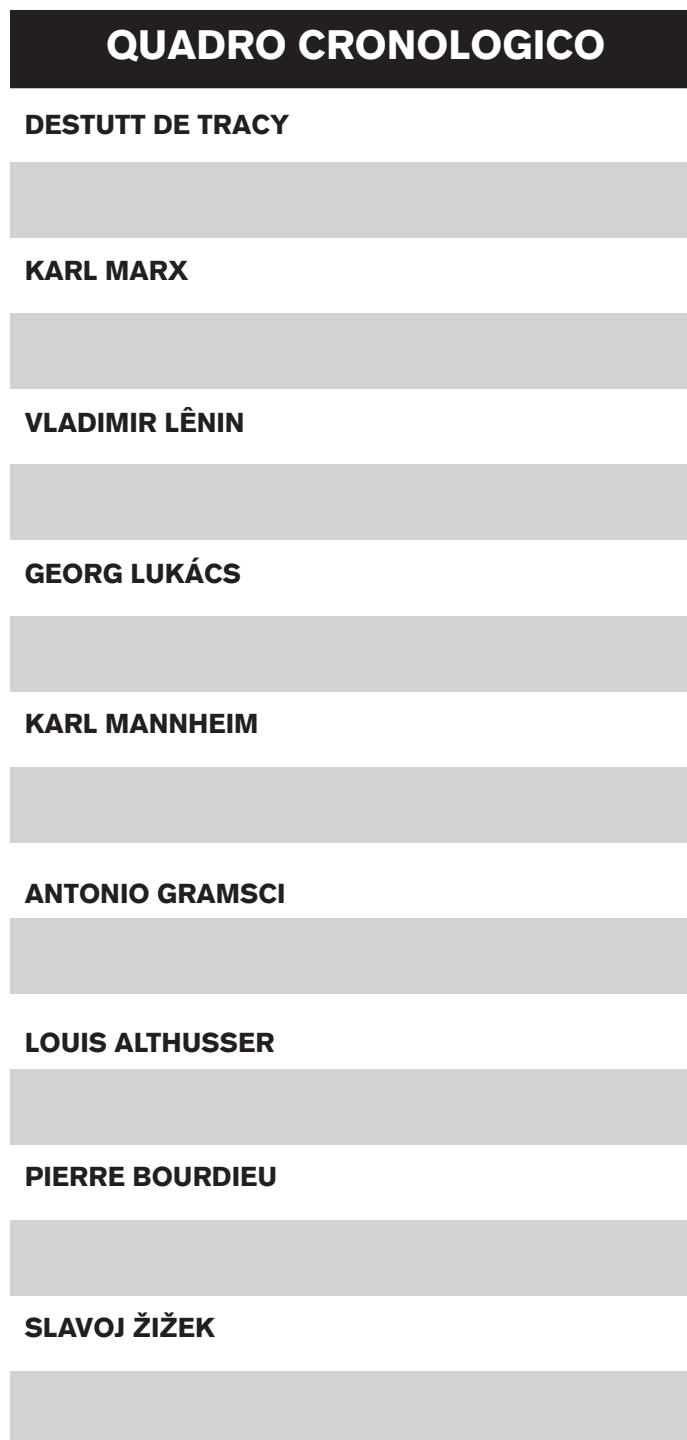 QUADRO CRONOLOGICO
DESTUTT DE TRACY
KARL MARX
VLADIMIR LÊNIN
GEORG LUKÁCS
KARL MANNHEIM
ANTONIO GRAMSCI
LOUIS ALTHUSSER
PIERRE BOURDIEU
SLAVOJ ŽIŽEK